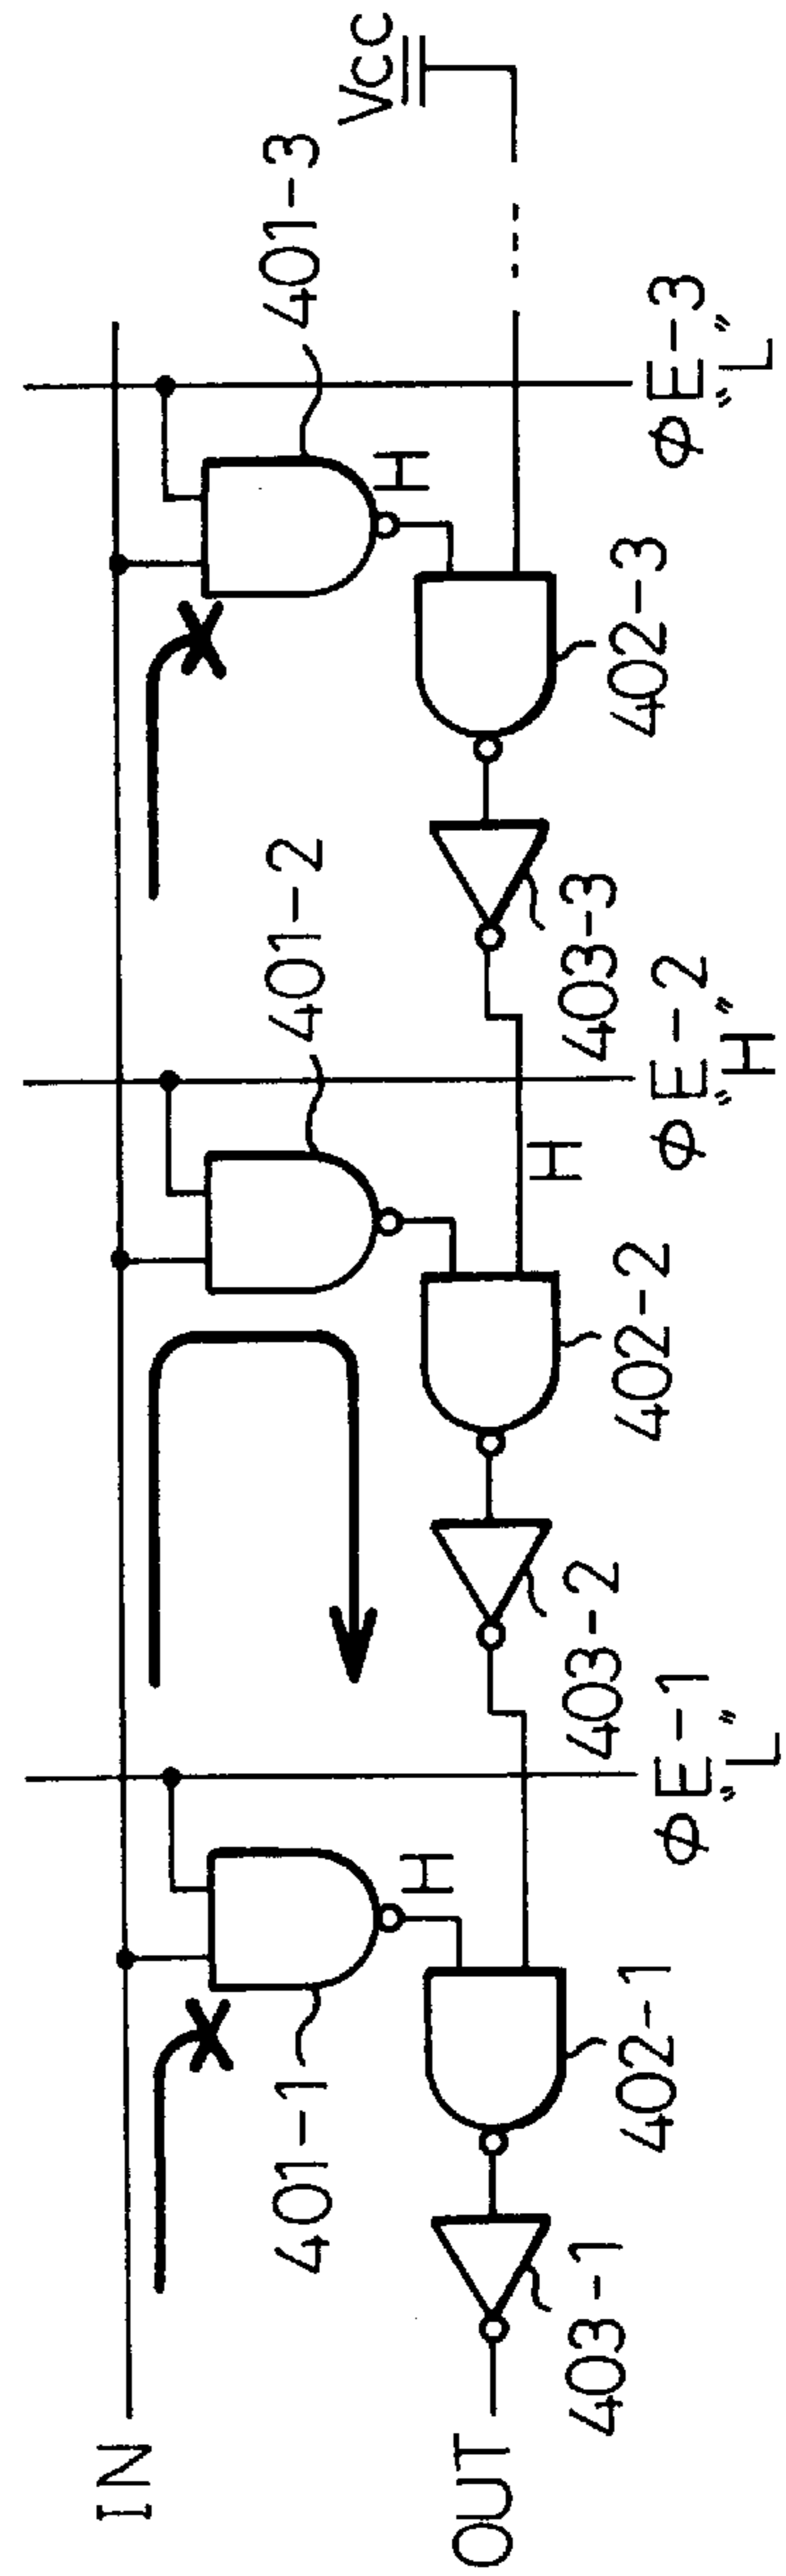 IN
OUT
401-1
H
402-1
403-1
φE-1
"L"
401-2
402-2
403-2
H
φE-2
"H"
401-3
H
402-3
403-3
φE-3
"L"
Vcc